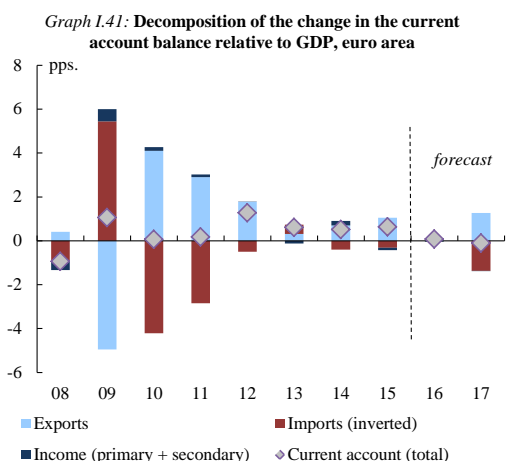 Graph I.41: Decomposition of the change in the current
account balance relative to GDP, euro area
8
pps.
6
4
forecast
2
0
-2
-4
-6
08 09 10 11 12 13 14 15 16 17
Exports Imports (inverted)
Income (primary + secondary) Current account (total)